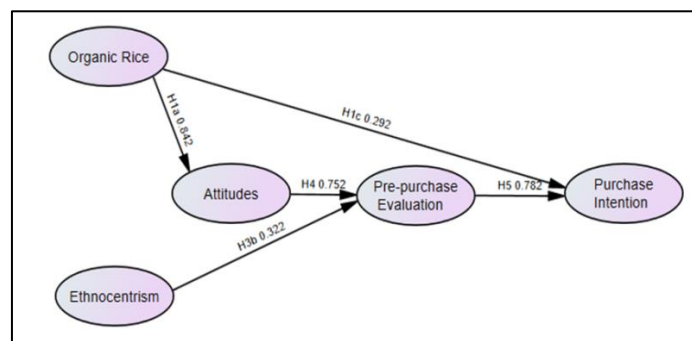 Organic Rice
H1a 0.842
H1c 0.292
Attitudes
H4 0.752
Pre-purchase
Evaluation
H5 0.782
Purchase
Intention
H3b 0.322
Ethnocentrism